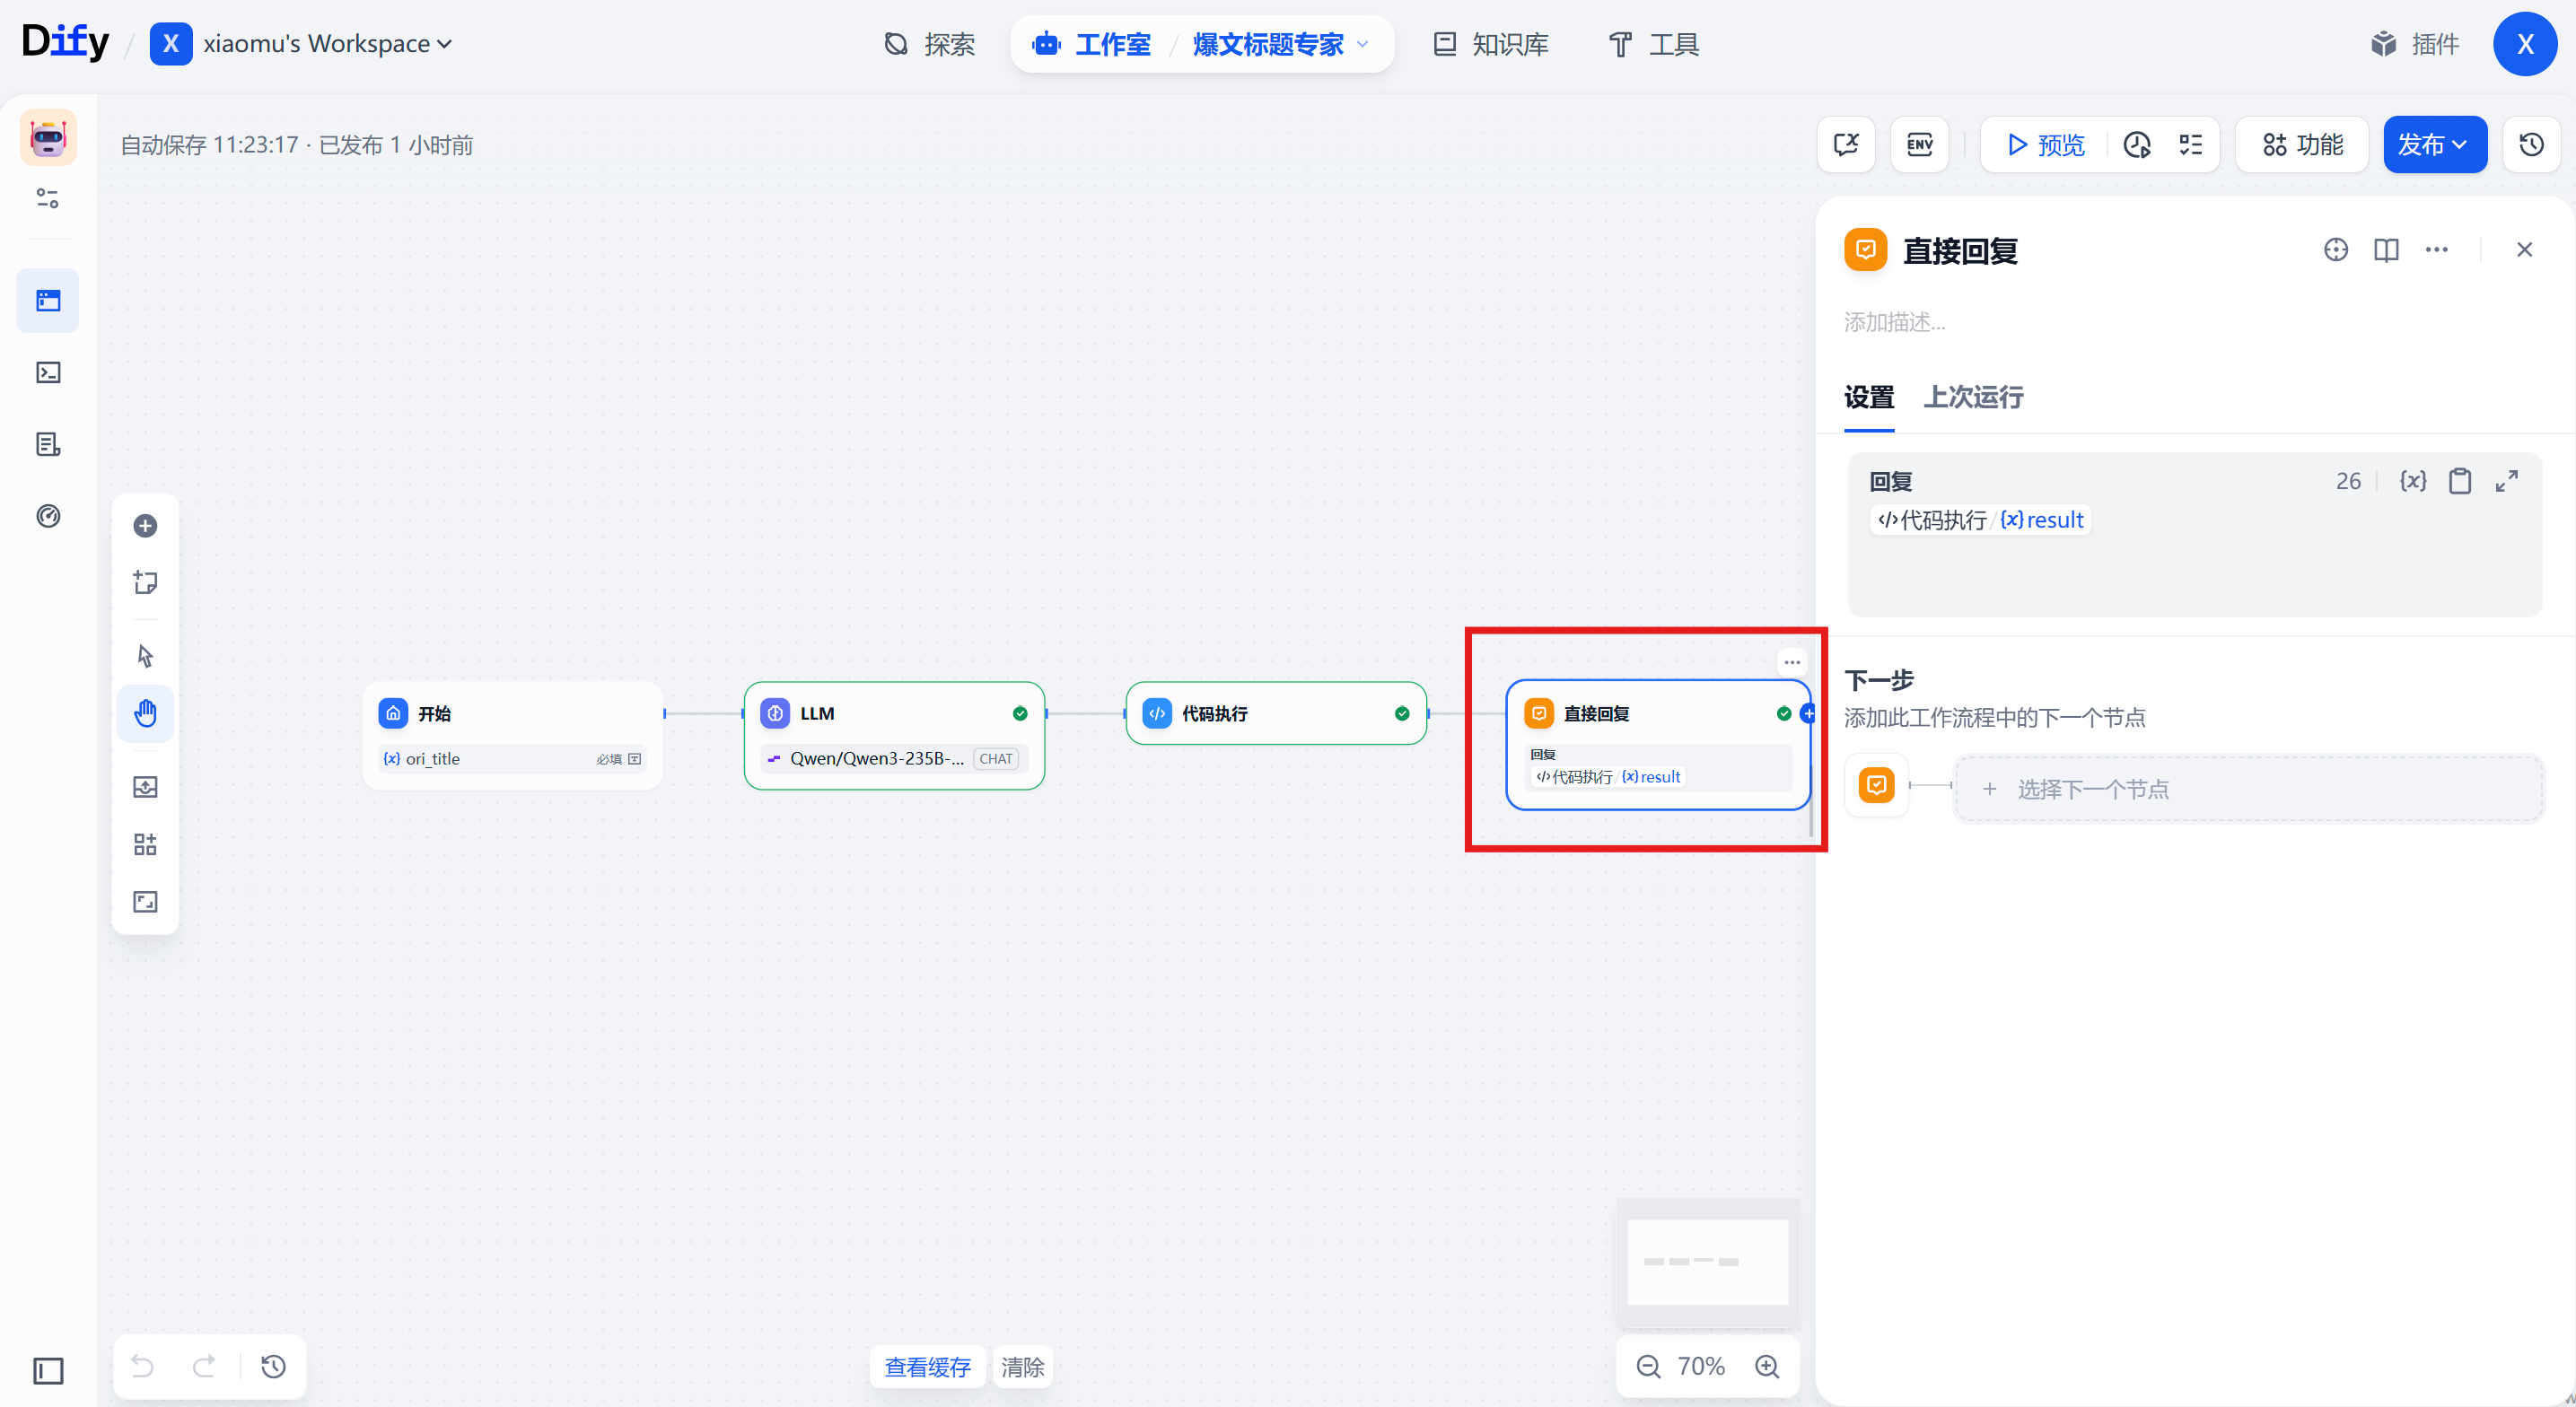 Dify / X xiaomu's Workspace
探索
工作室 / 爆文标题专家
知识库
工具
插件
X
自动保存 11:23:17 · 已发布 1 小时前
ENV
预览
功能
发布
直接回复
添加描述...
设置 上次运行
回复 26 {x}
代码执行/{x}result
下一步
添加此工作流程中的下一个节点
+ 选择下一个节点
开始
{x} ori_title 必填
LLM
Qwen/Qwen3-235B-... CHAT
代码执行
直接回复
回复
代码执行/{x}result
查看缓存 清除
70%